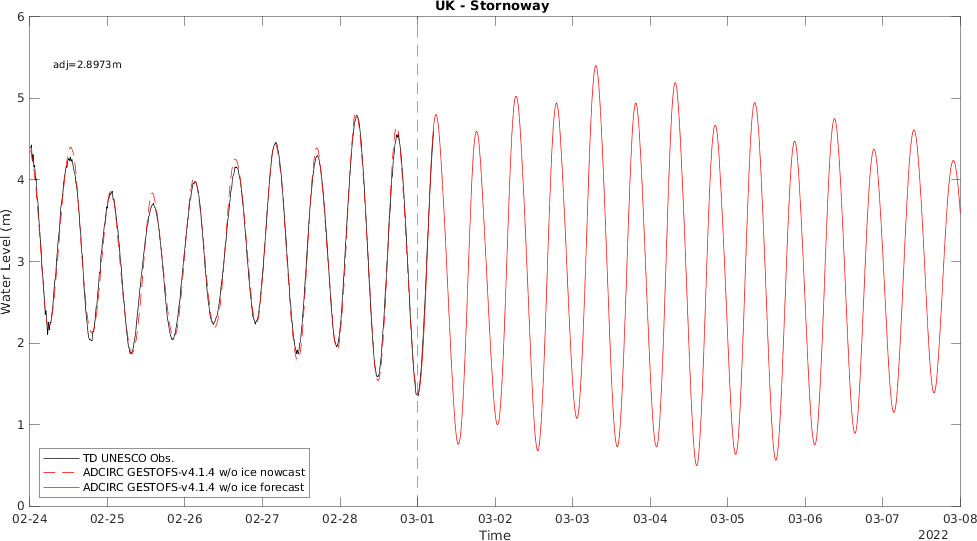 UK - Stornoway
adj=2.8973m
Water Level (m)
6
5
4
3
2
1
0
TD UNESCO Obs.
ADCIRC GESTOFS-v4.1.4 w/o ice nowcast
ADCIRC GESTOFS-v4.1.4 w/o ice forecast
02-24 02-25 02-26 02-27 02-28 03-01 03-02 03-03 03-04 03-05 03-06 03-07 03-08
Time
2022